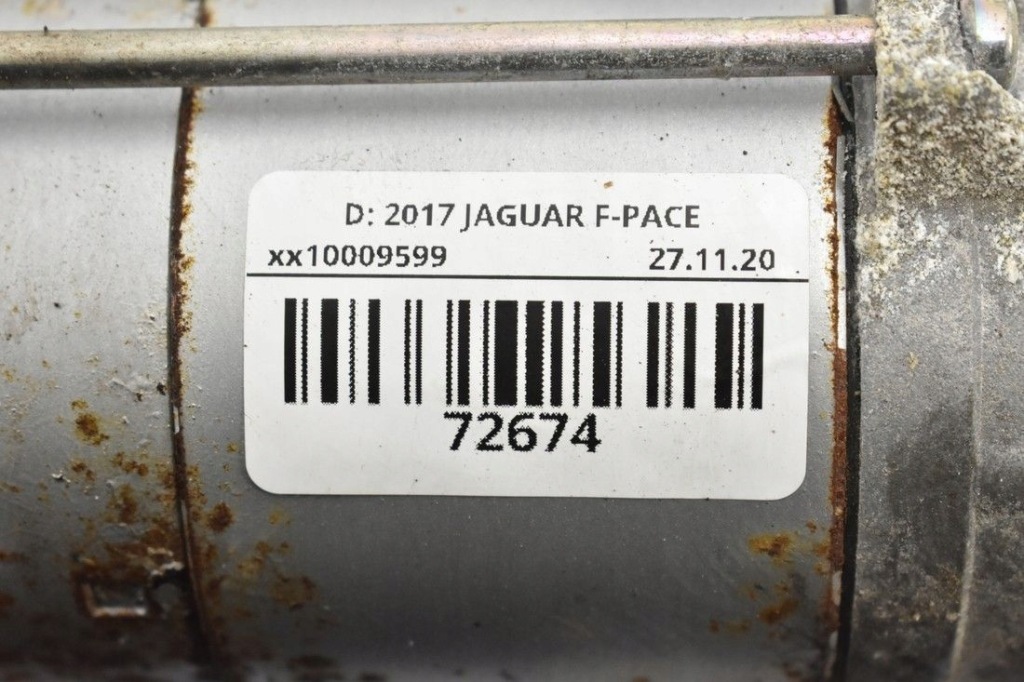 D: 2017 JAGUAR F-PACE
xx10009599 27.11.20
72674